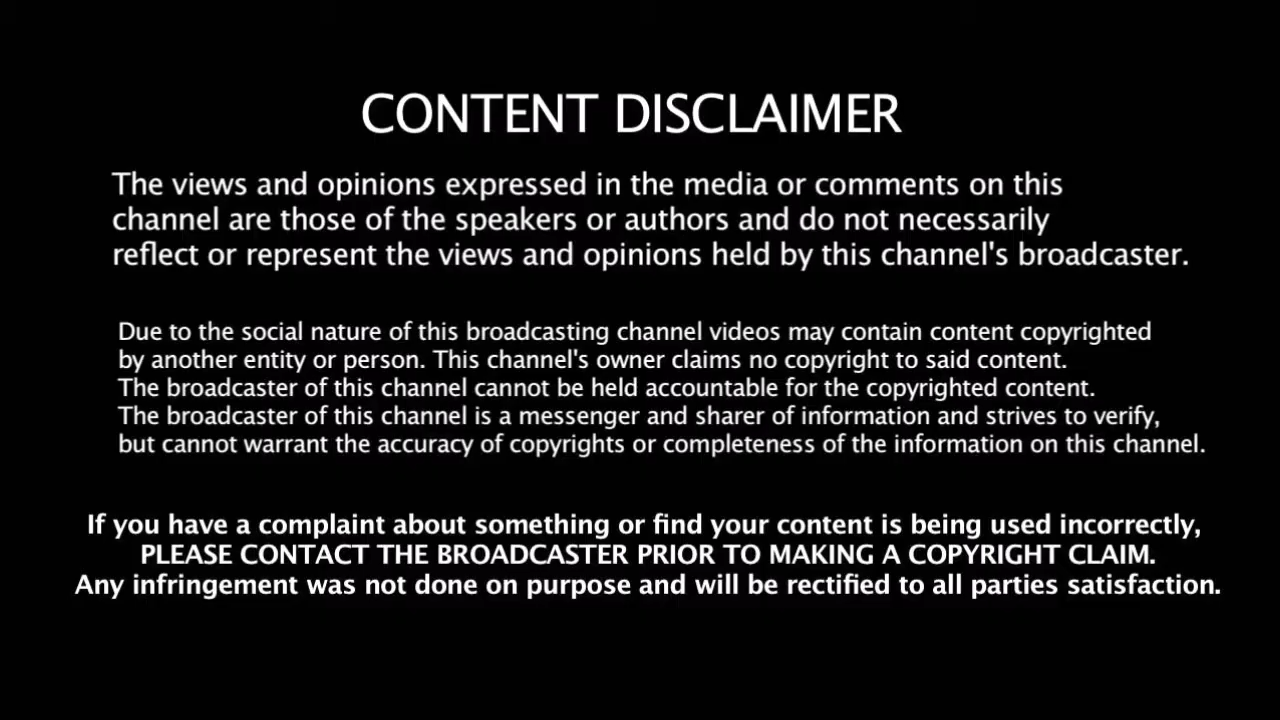 CONTENT DISCLAIMER
The views and opinions expressed in the media or comments on this
channel are those of the speakers or authors and do not necessarily
reflect or represent the views and opinions held by this channel's broadcaster.
Due to the social nature of this broadcasting channel videos may contain content copyrighted
by another entity or person. This channel's owner claims no copyright to said content.
The broadcaster of this channel cannot be held accountable for the copyrighted content.
The broadcaster of this channel is a messenger and sharer of information and strives to verify,
but cannot warrant the accuracy of copyrights or completeness of the information on this channel.
If you have a complaint about something or find your content is being used incorrectly,
PLEASE CONTACT THE BROADCASTER PRIOR TO MAKING A COPYRIGHT CLAIM.
Any infringement was not done on purpose and will be rectified to all parties satisfaction.